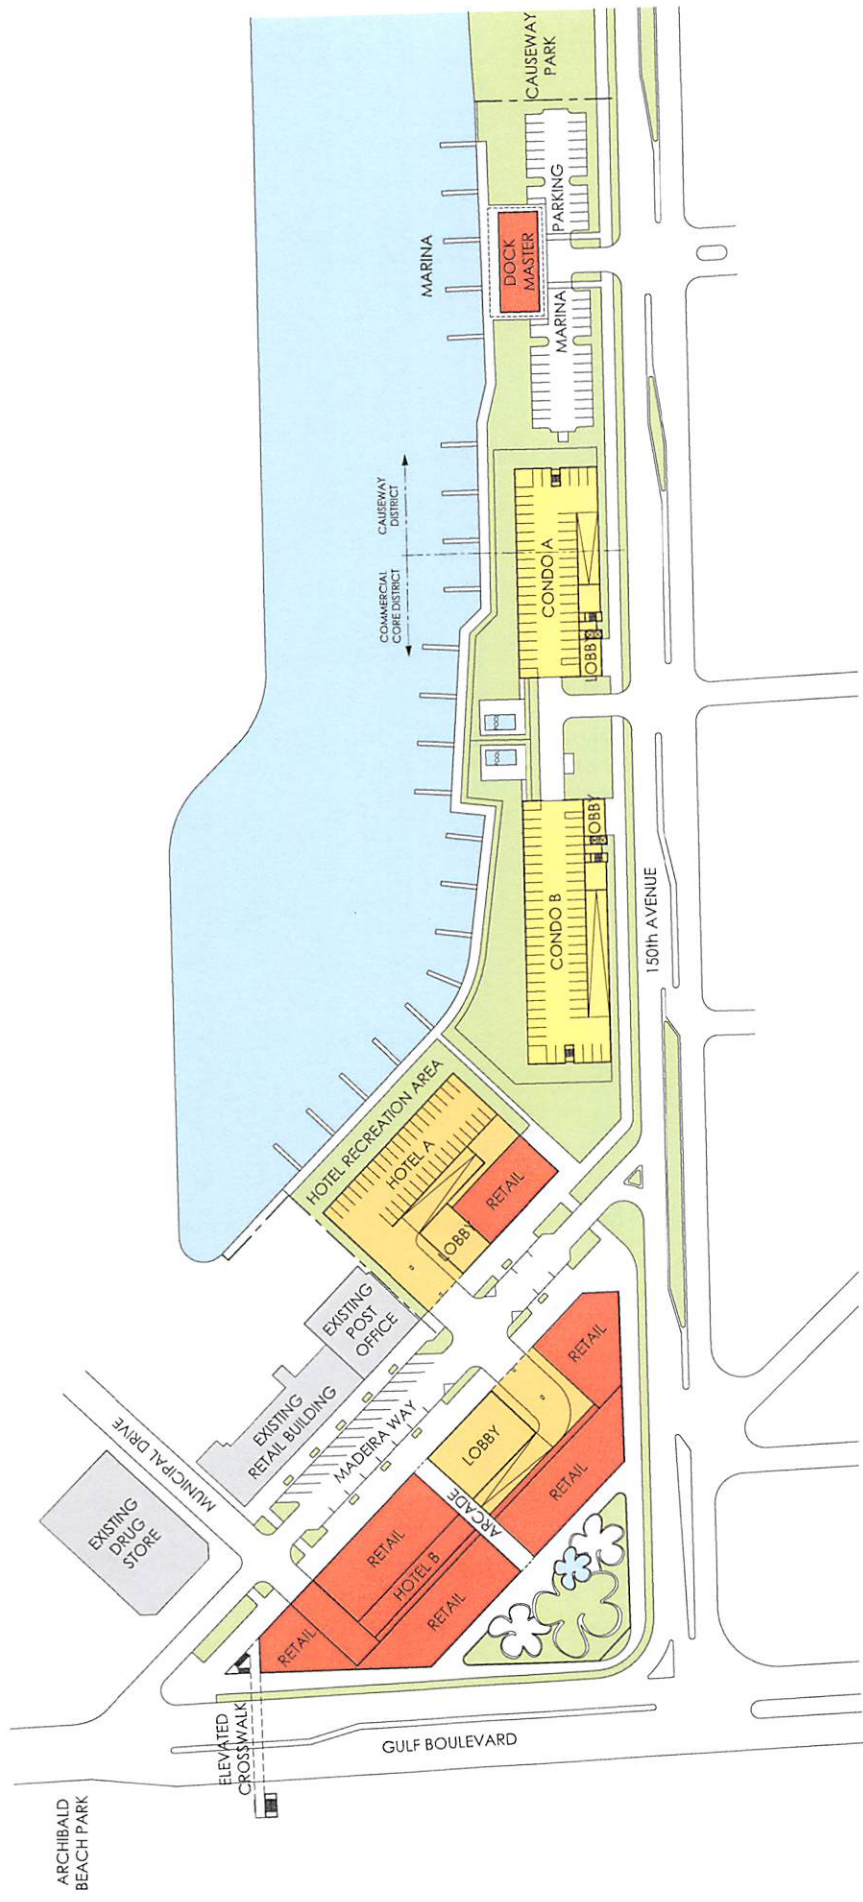 CAUSEWAY
PARK
MARINA
PARKING
DOCK
MASTER
MARINA
CAUSEWAY
DISTRICT
COMMERCIAL
CORE DISTRICT
CONDO A
LOBBY
POOL
POOL
LOBBY
CONDO B
150th AVENUE
HOTEL RECREATION AREA
HOTEL A
RETAIL
LOBBY
EXISTING
POST
OFFICE
EXISTING
RETAIL BUILDING
MADEIRA WAY
MUNICIPAL DRIVE
EXISTING
DRUG
STORE
RETAIL
LOBBY
RETAIL
ARCADE
RETAIL
HOTEL B
RETAIL
RETAIL
ELEVATED
CROSSWALK
GULF BOULEVARD
ARCHIBALD
BEACH PARK